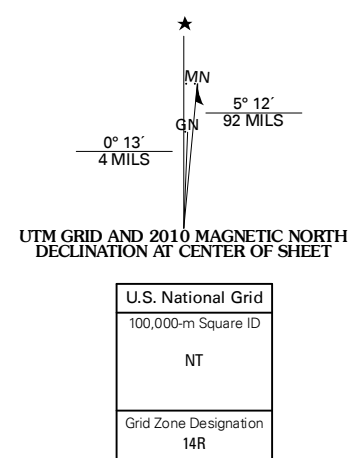 MN
GN
5° 12´
92 MILS
0° 13´
4 MILS
UTM GRID AND 2010 MAGNETIC NORTH
DECLINATION AT CENTER OF SHEET
U.S. National Grid
100,000-m Square ID
NT
Grid Zone Designation
14R